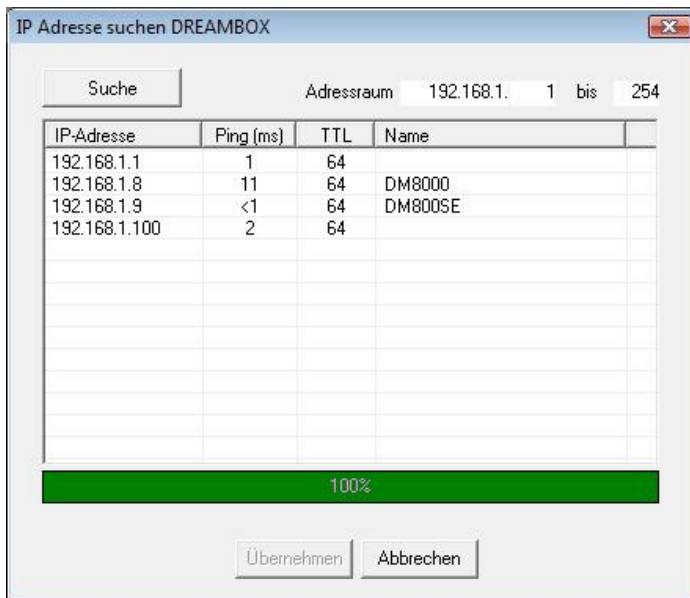 IP Adresse suchen DREAMBOX
Suche Adressraum 192.168.1. 1 bis 254
IP-Adresse Ping (ms) TTL Name
192.168.1.1 1 64
192.168.1.8 11 64 DM8000
192.168.1.9 <1 64 DM800SE
192.168.1.100 2 64
100%
Übernehmen Abbrechen